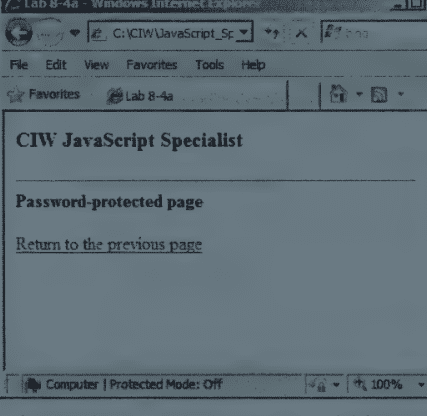 Lab 8-4a - Windows Internet Explorer
C:\CIW\JavaScript_Sp
File Edit View Favorites Tools Help
Favorites Lab 8-4a
CIW JavaScript Specialist
Password-protected page
Return to the previous page
Computer | Protected Mode: Off 100%